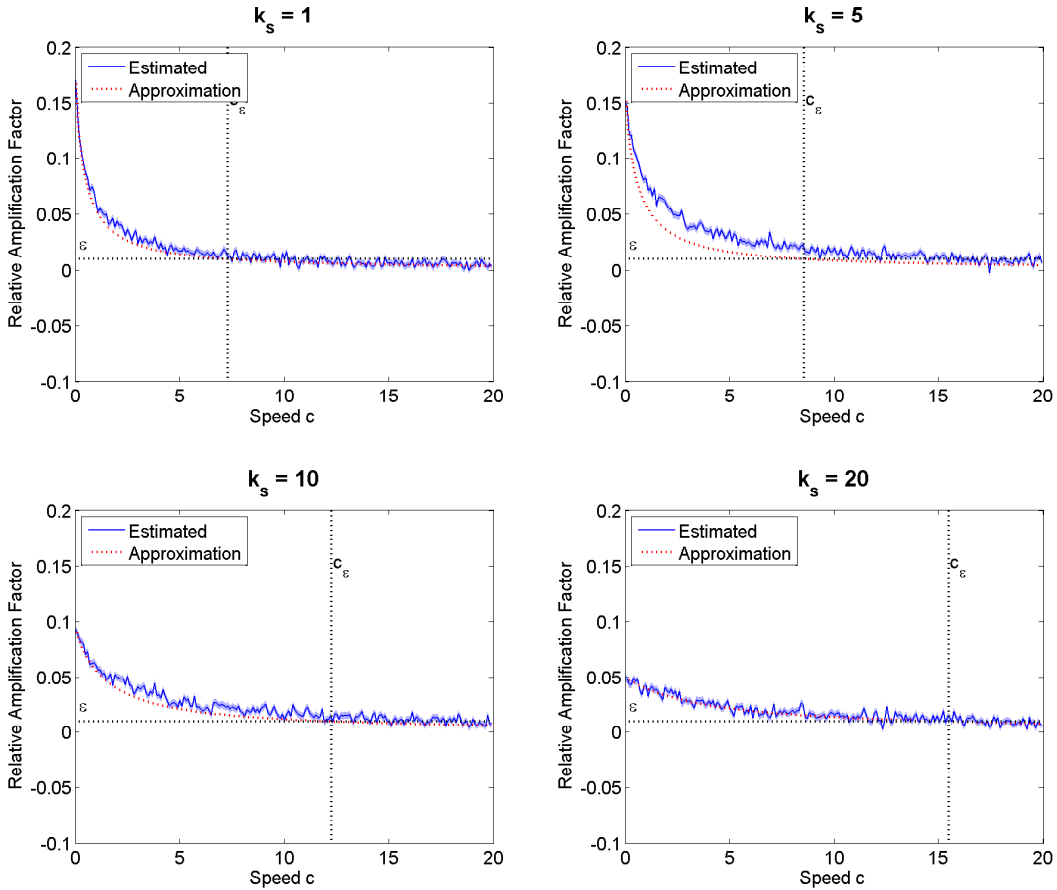 k_s = 1
0.2
0.15
0.1
0.05
0
-0.05
-0.1
Relative Amplification Factor
Estimated
Approximation
c_ε
ε
0
5
10
15
20
Speed c
k_s = 5
0.2
0.15
0.1
0.05
0
-0.05
-0.1
Relative Amplification Factor
Estimated
Approximation
c_ε
ε
0
5
10
15
20
Speed c
k_s = 10
0.2
0.15
0.1
0.05
0
-0.05
-0.1
Relative Amplification Factor
Estimated
Approximation
c_ε
ε
0
5
10
15
20
Speed c
k_s = 20
0.2
0.15
0.1
0.05
0
-0.05
-0.1
Relative Amplification Factor
Estimated
Approximation
c_ε
ε
0
5
10
15
20
Speed c